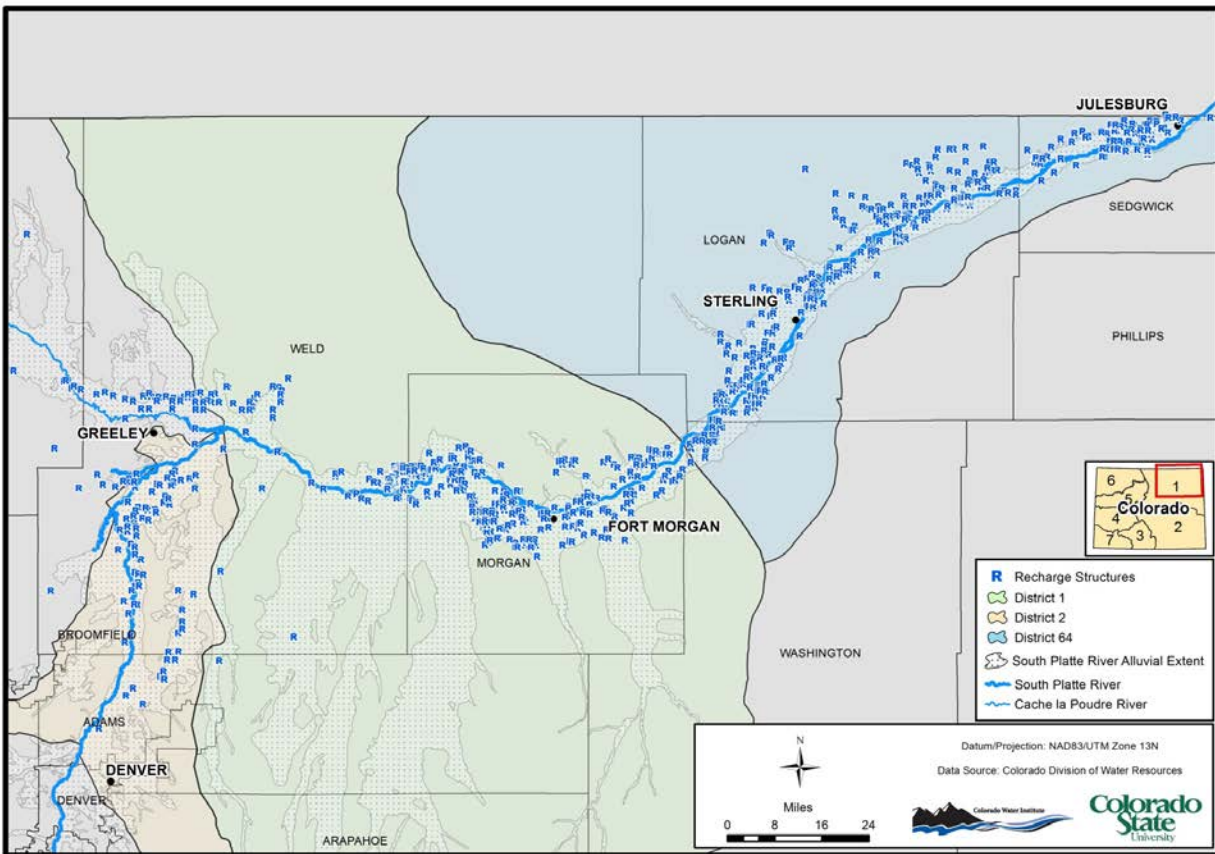 JULESBURG
SEDGWICK
LOGAN
STERLING
PHILLIPS
WELD
GREELEY
FORT MORGAN
MORGAN
BROOMFIELD
WASHINGTON
ADAMS
DENVER
DENVER
ARAPAHOE
6
1
5
Colorado
4
2
7
3
R Recharge Structures
District 1
District 2
District 64
South Platte River Alluvial Extent
South Platte River
Cache la Poudre River
N
Miles
0 8 16 24
Datum/Projection: NAD83/UTM Zone 13N
Data Source: Colorado Division of Water Resources
Colorado Water Institute
Colorado
State
University